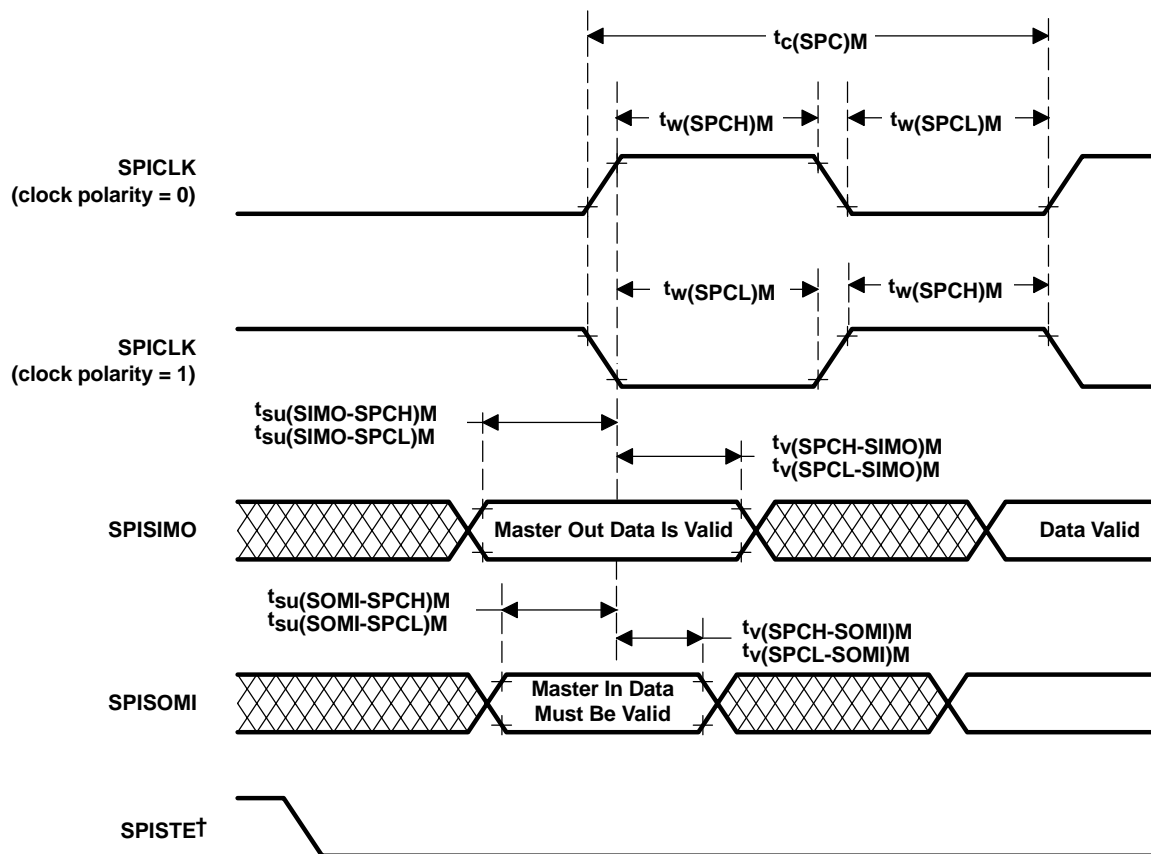 tc(SPC)M
tw(SPCH)M
tw(SPCL)M
SPICLK
(clock polarity = 0)
tw(SPCL)M
tw(SPCH)M
SPICLK
(clock polarity = 1)
tsu(SIMO-SPCH)M
tsu(SIMO-SPCL)M
tv(SPCH-SIMO)M
tv(SPCL-SIMO)M
SPISIMO
Master Out Data Is Valid
Data Valid
tsu(SOMI-SPCH)M
tsu(SOMI-SPCL)M
tv(SPCH-SOMI)M
tv(SPCL-SOMI)M
SPISOMI
Master In Data
Must Be Valid
SPISTE†